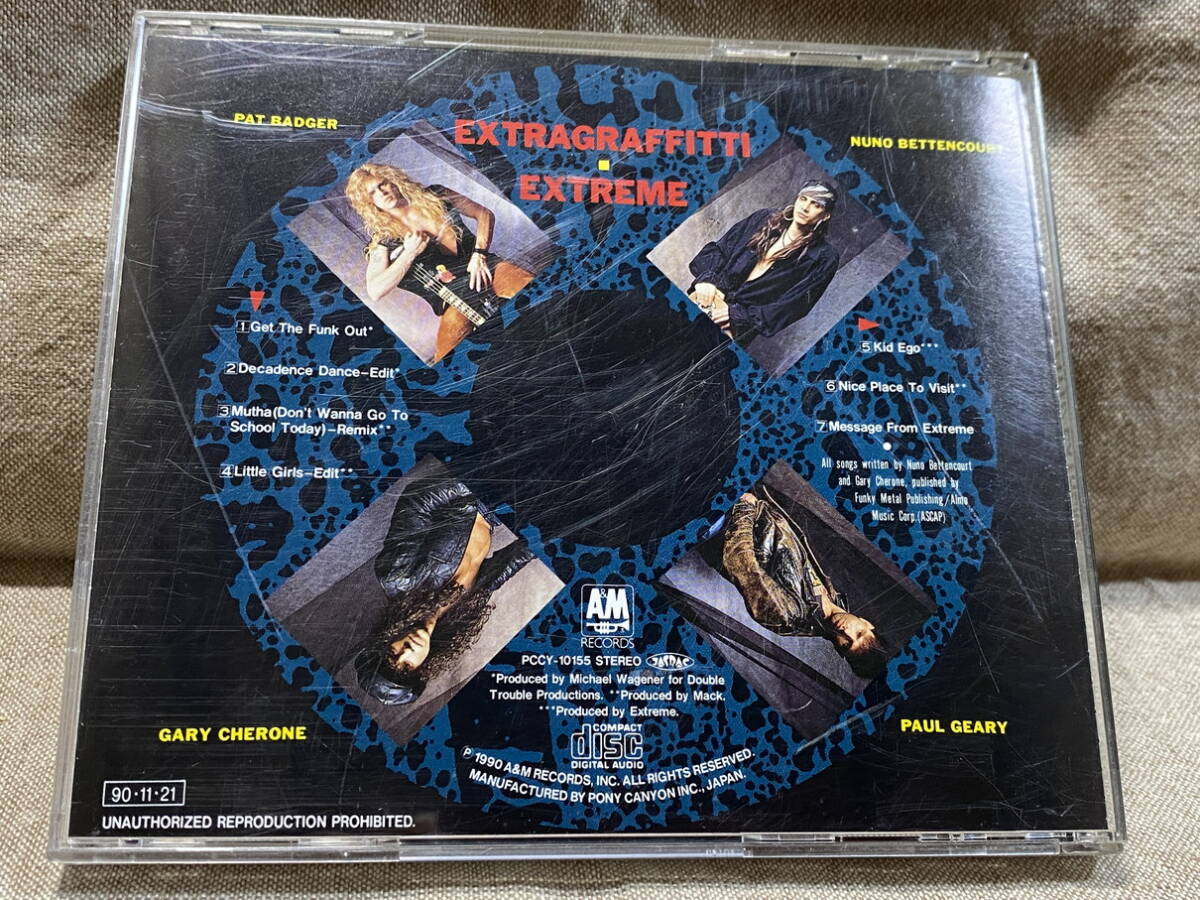 PAT BADGER
EXTRAGRAFFITTI
EXTREME
NUNO BETTENCOURT
1 Get The Funk Out*
2 Decadence Dance-Edit*
3 Mutha(Don't Wanna Go To
School Today)-Remix**
4 Little Girls-Edit**
5 Kid Ego***
6 Nice Place To Visit**
7 Message From Extreme
All songs written by Nuno Bettencourt
and Gary Cherone, published by
Funky Metal Publishing/Almo
Music Corp.(ASCAP)
A&M
RECORDS
PCCY-10155 STEREO JASRAC
*Produced by Michael Wagener for Double
Trouble Productions. **Produced by Mack.
***Produced by Extreme.
COMPACT
disc
DIGITAL AUDIO
GARY CHERONE
PAUL GEARY
℗ 1990 A&M RECORDS, INC. ALL RIGHTS RESERVED.
MANUFACTURED BY PONY CANYON INC., JAPAN.
90・11・21
UNAUTHORIZED REPRODUCTION PROHIBITED.